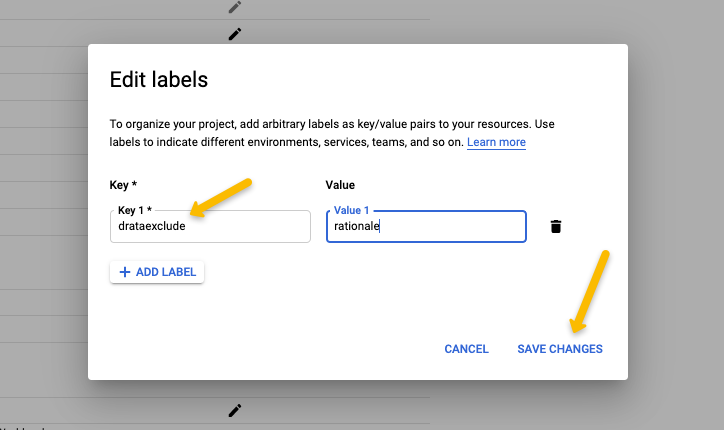 Edit labels
To organize your project, add arbitrary labels as key/value pairs to your resources. Use
labels to indicate different environments, services, teams, and so on. Learn more
Key * Value
Key 1 * Value 1
drataexclude rationale
+ ADD LABEL
CANCEL SAVE CHANGES